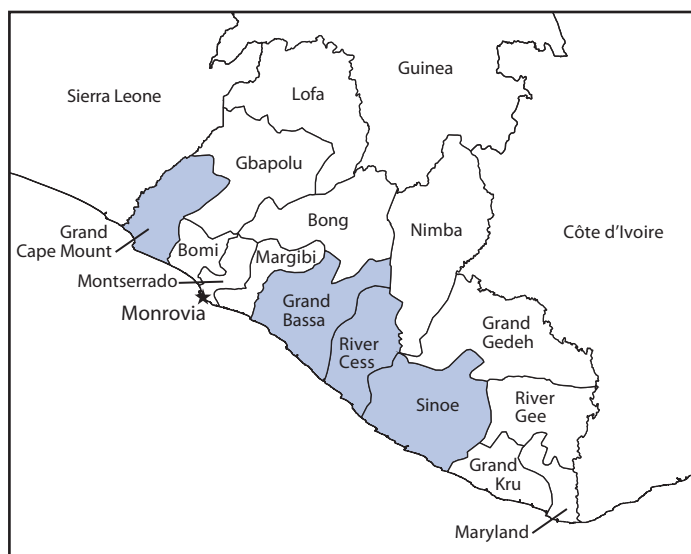 Guinea
Lofa
Sierra Leone
Gbapolu
Bong
Nimba
Côte d'Ivoire
Grand
Cape Mount
Bomi
Margibi
Montserrado
Monrovia
Grand
Bassa
River
Cess
Grand
Gedeh
Sinoe
River
Gee
Grand
Kru
Maryland